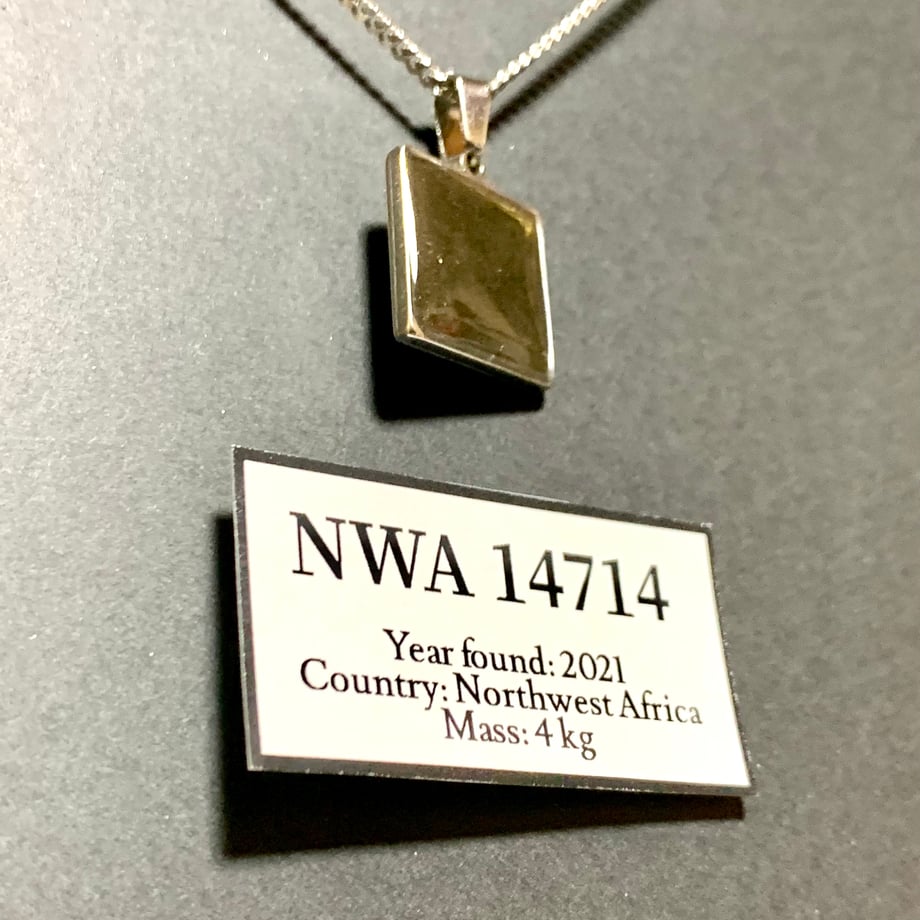 NWA 14714
Year found: 2021
Country: Northwest Africa
Mass: 4 kg